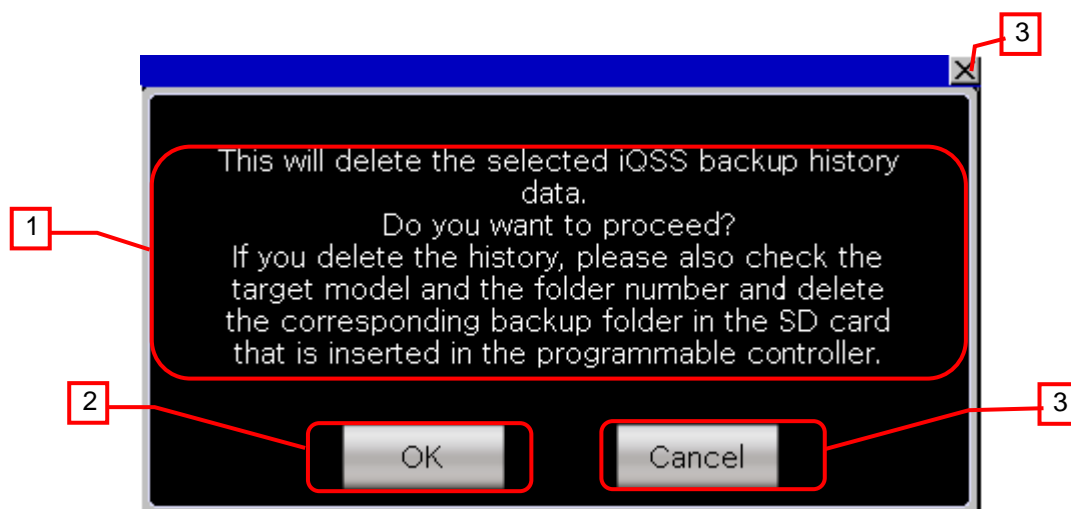 3
This will delete the selected iQSS backup history
data.
Do you want to proceed?
1
If you delete the history, please also check the
target model and the folder number and delete
the corresponding backup folder in the SD card
that is inserted in the programmable controller.
2
3
OK
Cancel